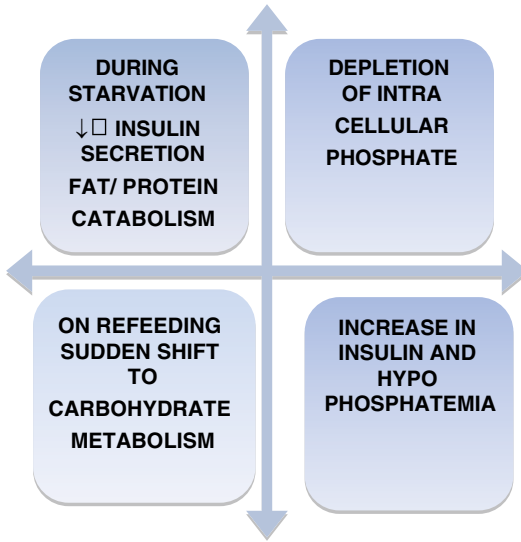 DURING
STARVATION
↓□ INSULIN
SECRETION
FAT/ PROTEIN
CATABOLISM
DEPLETION
OF INTRA
CELLULAR
PHOSPHATE
ON REFEEDING
SUDDEN SHIFT
TO
CARBOHYDRATE
METABOLISM
INCREASE IN
INSULIN AND
HYPO
PHOSPHATEMIA